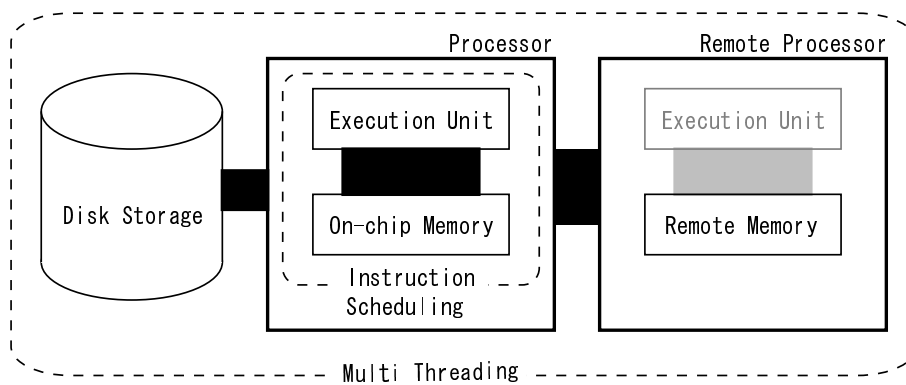 Processor
Remote Processor
Execution Unit
Execution Unit
Disk Storage
On-chip Memory
Remote Memory
Instruction
Scheduling
Multi Threading